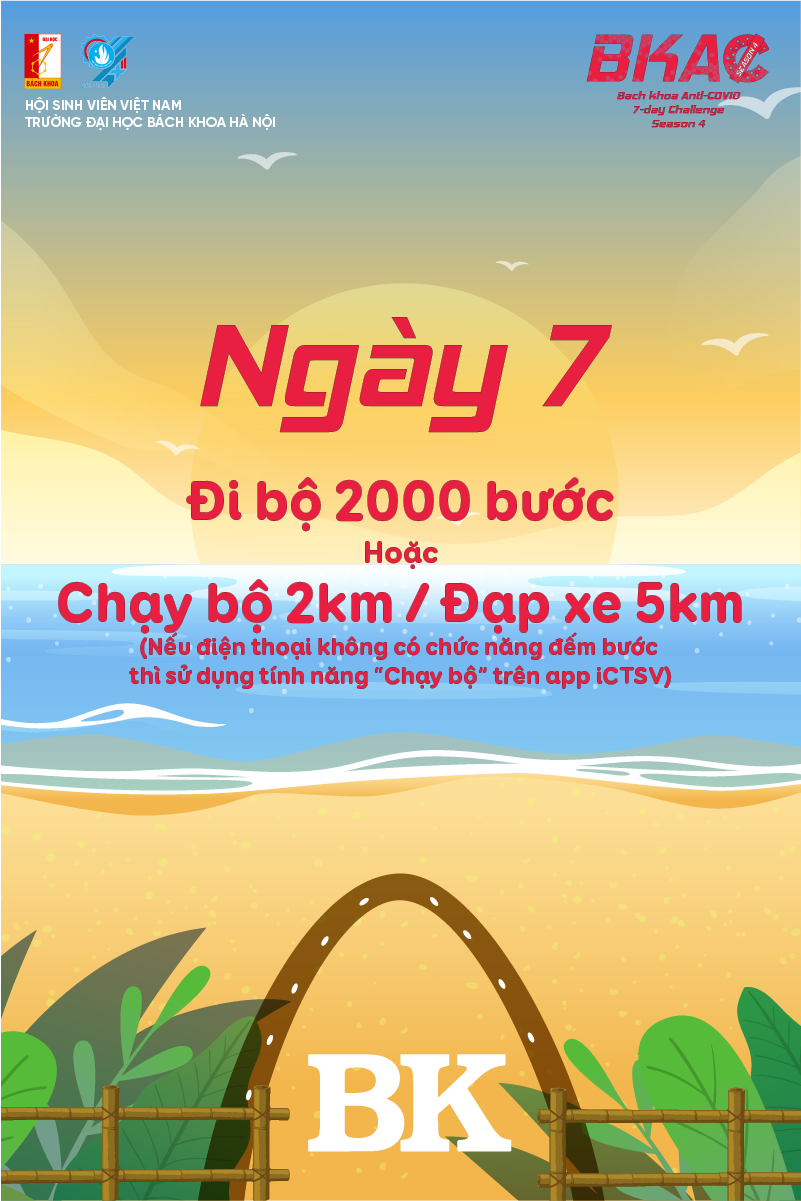 ĐẠI HỌC
BÁCH KHOA
HỘI SINH VIÊN VIỆT NAM
TRƯỜNG ĐẠI HỌC BÁCH KHOA HÀ NỘI
BKAC
SEASON 4
Bach khoa Anti-COVID
7-day Challenge
Season 4
Ngày 7
Đi bộ 2000 bước
Hoặc
Chạy bộ 2km / Đạp xe 5km
(Nếu điện thoại không có chức năng đếm bước
thì sử dụng tính năng "Chạy bộ" trên app iCTSV)
BK